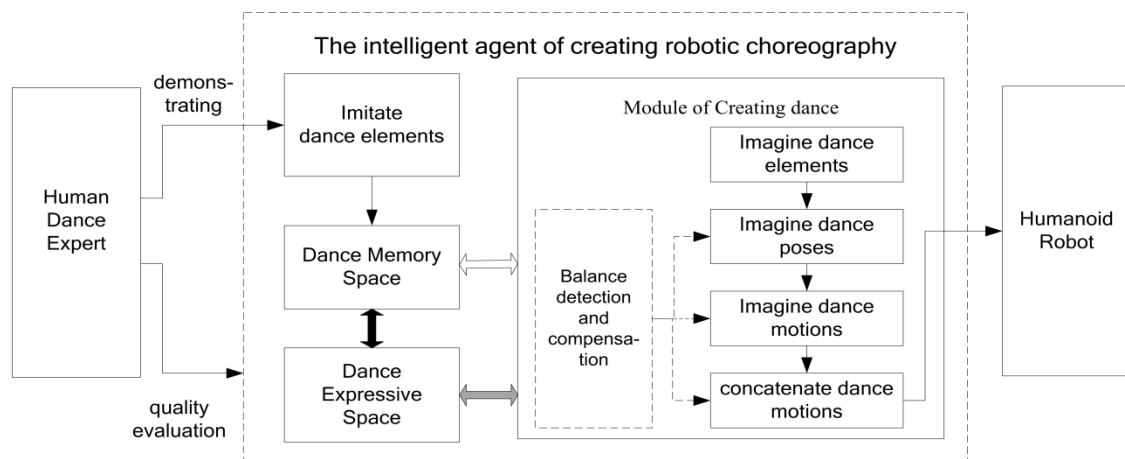 The intelligent agent of creating robotic choreography
demons-
trating
Human
Dance
Expert
quality
evaluation
Imitate
dance elements
Dance Memory
Space
Dance
Expressive
Space
Module of Creating dance
Balance
detection
and
compensa-
tion
Imagine dance
elements
Imagine dance
poses
Imagine dance
motions
concatenate dance
motions
Humanoid
Robot